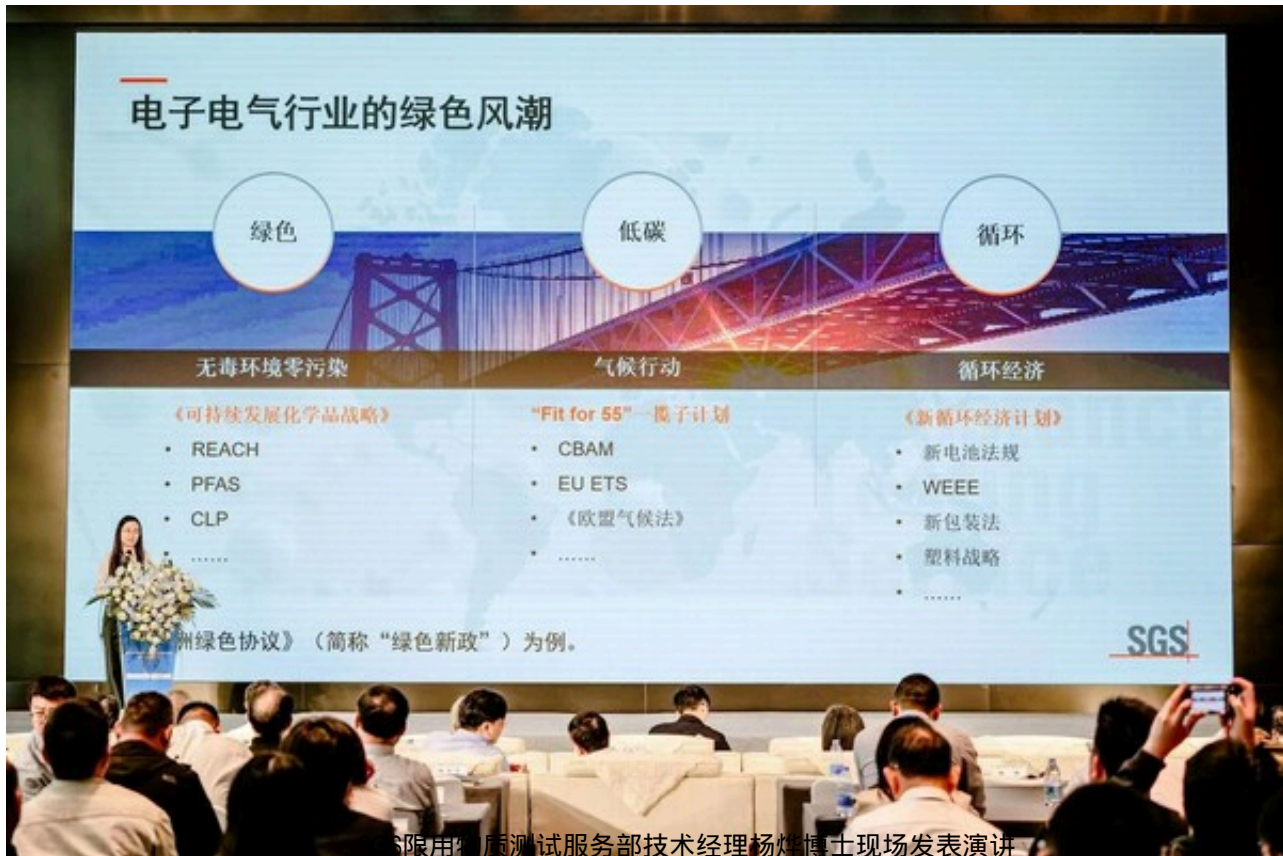 电子电气行业的绿色风潮
绿色
低碳
循环
无毒环境零污染
气候行动
循环经济
《可持续发展化学品战略》
• REACH
• PFAS
• CLP
• ......
“Fit for 55”一揽子计划
• CBAM
• EU ETS
• 《欧盟气候法》
• ......
《新循环经济计划》
• 新电池法规
• WEEE
• 新包装法
• 塑料战略
• ......
洲绿色协议》（简称“绿色新政”）为例。
SGS
SGS限用物质测试服务部技术经理杨烨博士现场发表演讲